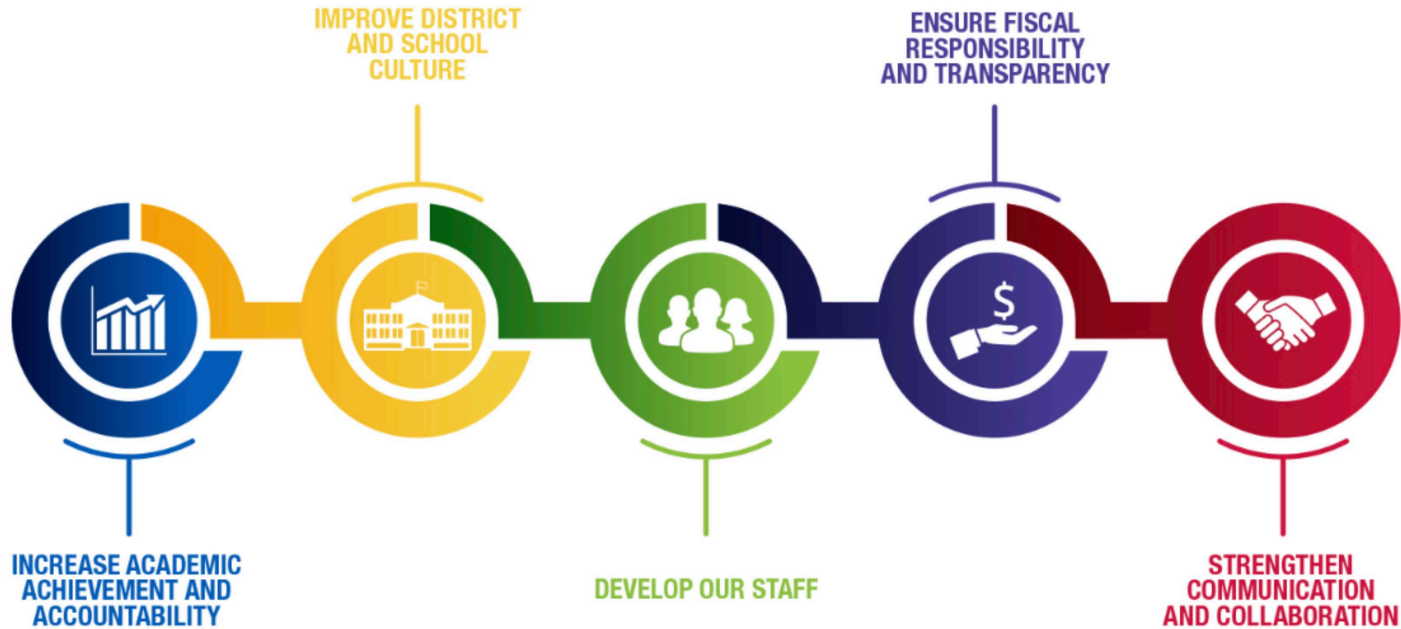 IMPROVE DISTRICT
AND SCHOOL
CULTURE
ENSURE FISCAL
RESPONSIBILITY
AND TRANSPARENCY
$
INCREASE ACADEMIC
ACHIEVEMENT AND
ACCOUNTABILITY
DEVELOP OUR STAFF
STRENGTHEN
COMMUNICATION
AND COLLABORATION